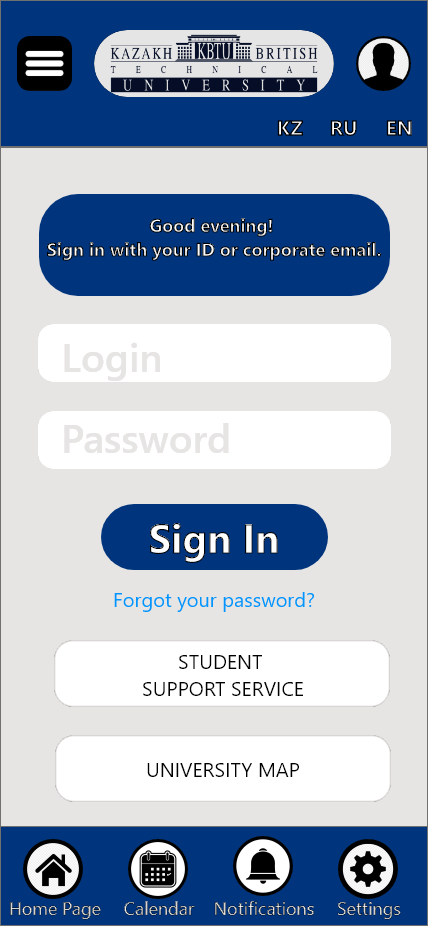 KAZAKH KBTU BRITISH
TECHNICAL
UNIVERSITY
KZ RU EN
Good evening!
Sign in with your ID or corporate email.
Login
Password
Sign In
Forgot your password?
STUDENT
SUPPORT SERVICE
UNIVERSITY MAP
Home Page Calendar Notifications Settings